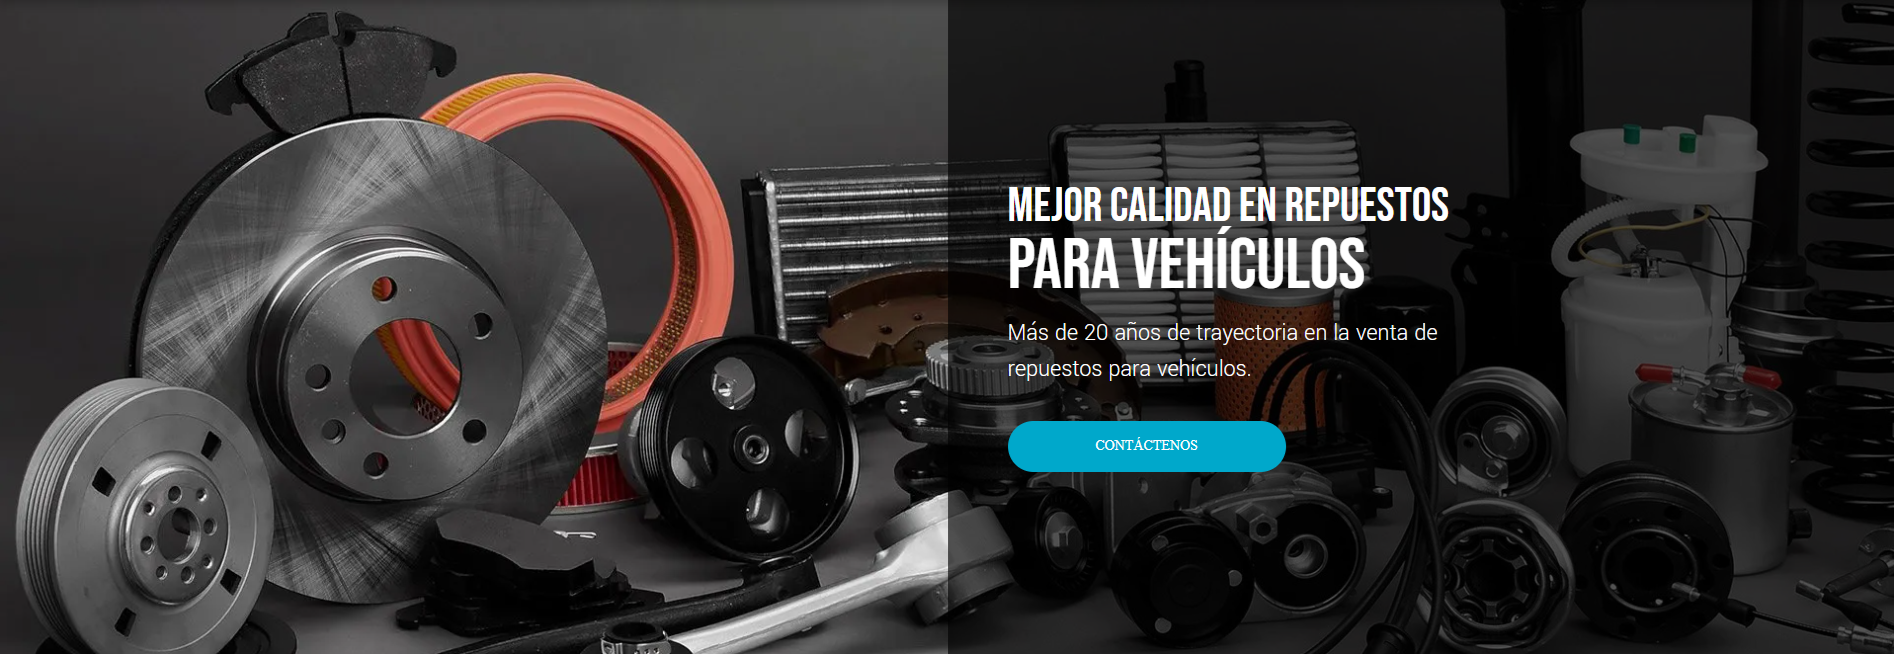 MEJOR CALIDAD EN REPUESTOS
PARA VEHÍCULOS
Más de 20 años de trayectoria en la venta de
repuestos para vehículos.
CONTÁCTENOS